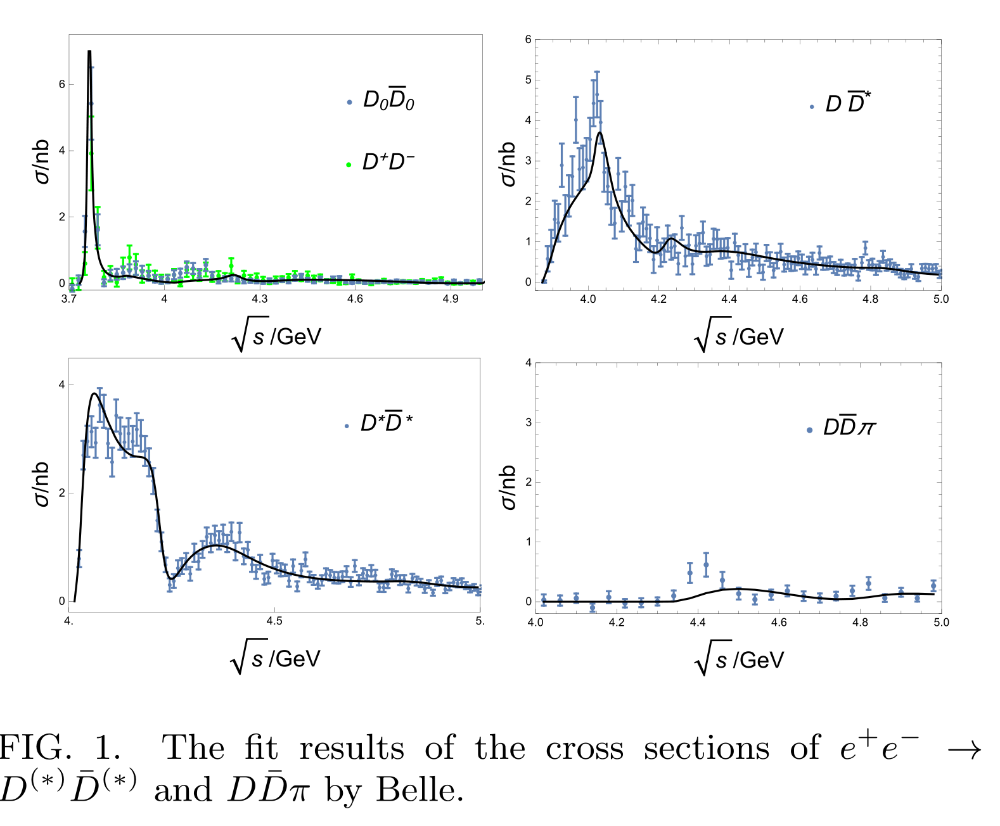 6
4
2
0
σ/nb
D₀D̅₀
D⁺D⁻
3.7 4 4.3 4.6 4.9
√s /GeV
6
5
4
3
2
1
0
σ/nb
D D̅*
4.0 4.2 4.4 4.6 4.8 5.0
√s /GeV
4
2
0
σ/nb
D*D̅*
4. 4.5 5.
√s /GeV
4
3
2
1
0
σ/nb
DD̅π
4.0 4.2 4.4 4.6 4.8 5.0
√s /GeV
FIG. 1. The fit results of the cross sections of e⁺e⁻ →
D⁽*⁾D̄⁽*⁾ and DD̄π by Belle.